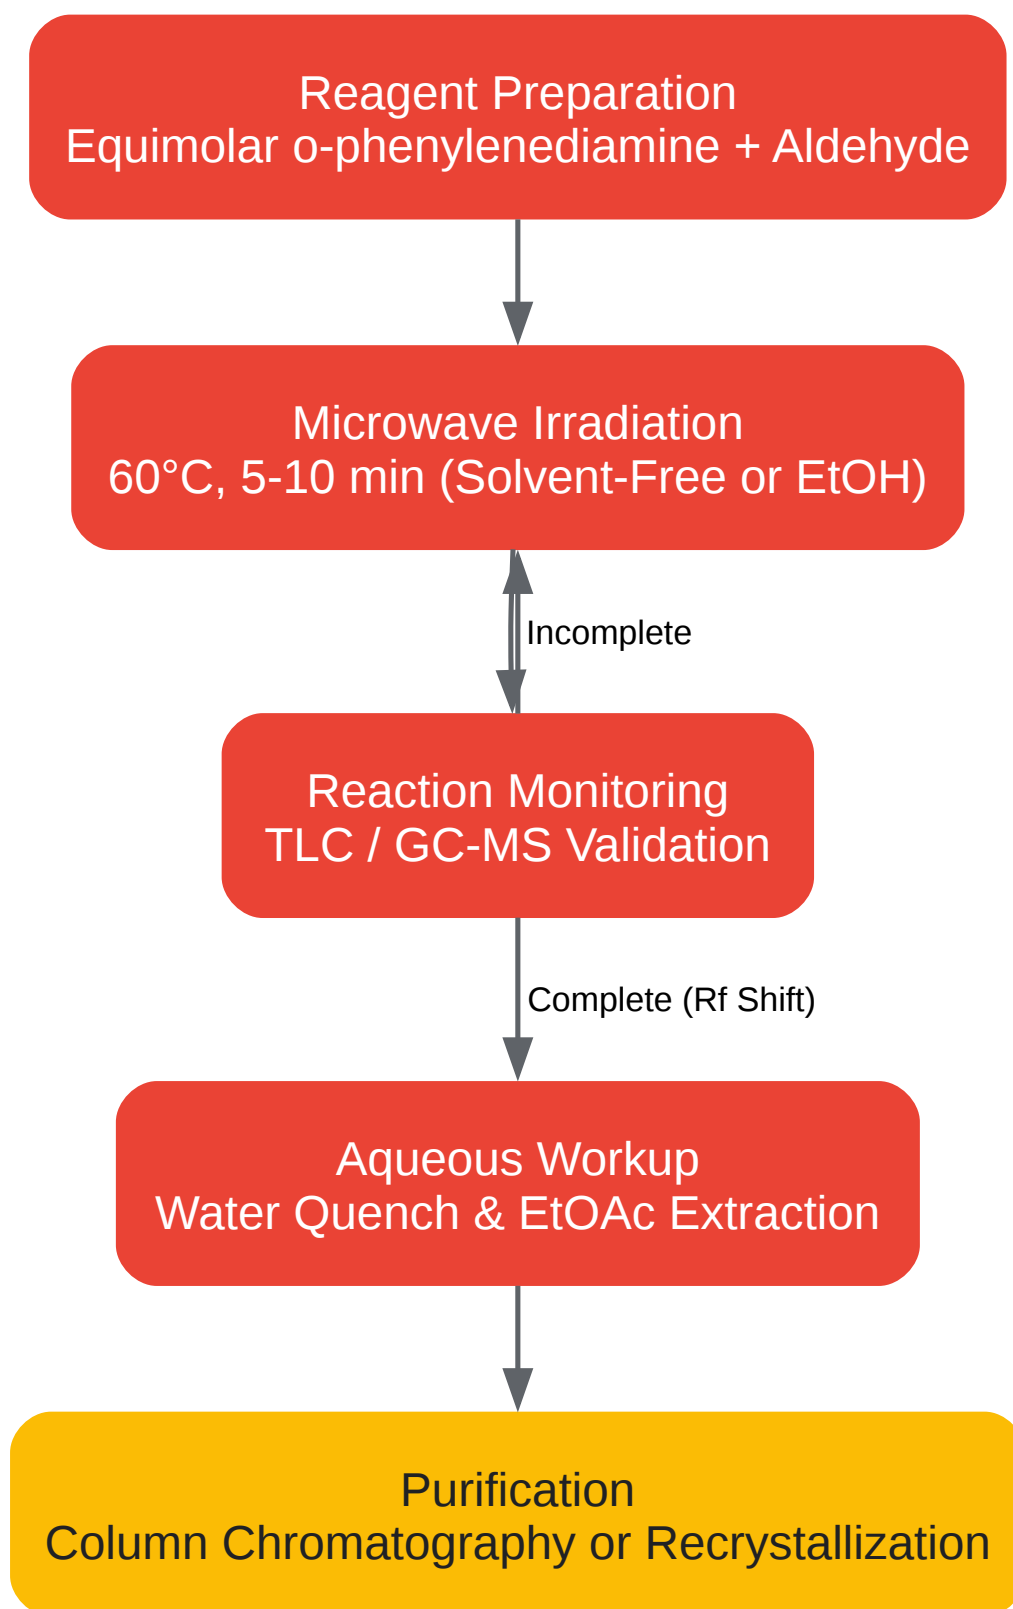 Reagent Preparation
Equimolar o-phenylenediamine + Aldehyde
Microwave Irradiation
60°C, 5-10 min (Solvent-Free or EtOH)
Incomplete
Reaction Monitoring
TLC / GC-MS Validation
Complete (Rf Shift)
Aqueous Workup
Water Quench & EtOAc Extraction
Purification
Column Chromatography or Recrystallization